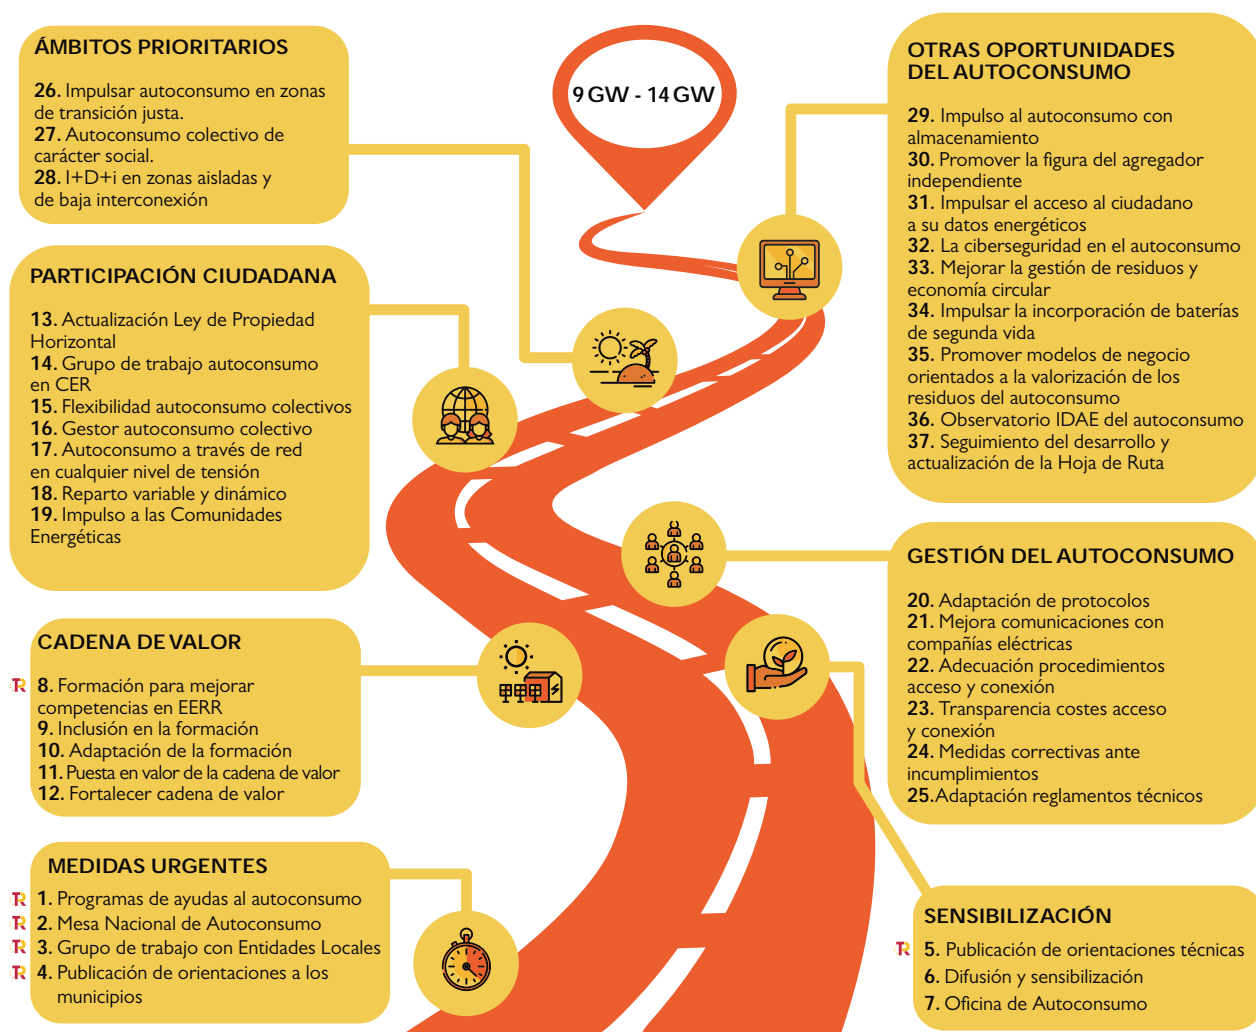 ÁMBITOS PRIORITARIOS
26. Impulsar autoconsumo en zonas
de transición justa.
27. Autoconsumo colectivo de
carácter social.
28. I+D+i en zonas aisladas y
de baja interconexión
9 GW - 14 GW
OTRAS OPORTUNIDADES
DEL AUTOCONSUMO
29. Impulso al autoconsumo con
almacenamiento
30. Promover la figura del agregador
independiente
31. Impulsar el acceso al ciudadano
a su datos energéticos
32. La ciberseguridad en el autoconsumo
33. Mejorar la gestión de residuos y
economía circular
34. Impulsar la incorporación de baterías
de segunda vida
35. Promover modelos de negocio
orientados a la valorización de los
residuos del autoconsumo
36. Observatorio IDAE del autoconsumo
37. Seguimiento del desarrollo y
actualización de la Hoja de Ruta
PARTICIPACIÓN CIUDADANA
13. Actualización Ley de Propiedad
Horizontal
14. Grupo de trabajo autoconsumo
en CER
15. Flexibilidad autoconsumo colectivos
16. Gestor autoconsumo colectivo
17. Autoconsumo a través de red
en cualquier nivel de tensión
18. Reparto variable y dinámico
19. Impulso a las Comunidades
Energéticas
GESTIÓN DEL AUTOCONSUMO
20. Adaptación de protocolos
21. Mejora comunicaciones con
compañías eléctricas
22. Adecuación procedimientos
acceso y conexión
23. Transparencia costes acceso
y conexión
24. Medidas correctivas ante
incumplimientos
25.Adaptación reglamentos técnicos
CADENA DE VALOR
TR 8. Formación para mejorar
competencias en EERR
9. Inclusión en la formación
10. Adaptación de la formación
11. Puesta en valor de la cadena de valor
12. Fortalecer cadena de valor
MEDIDAS URGENTES
TR 1. Programas de ayudas al autoconsumo
TR 2. Mesa Nacional de Autoconsumo
TR 3. Grupo de trabajo con Entidades Locales
TR 4. Publicación de orientaciones a los
municipios
SENSIBILIZACIÓN
TR 5. Publicación de orientaciones técnicas
6. Difusión y sensibilización
7. Oficina de Autoconsumo